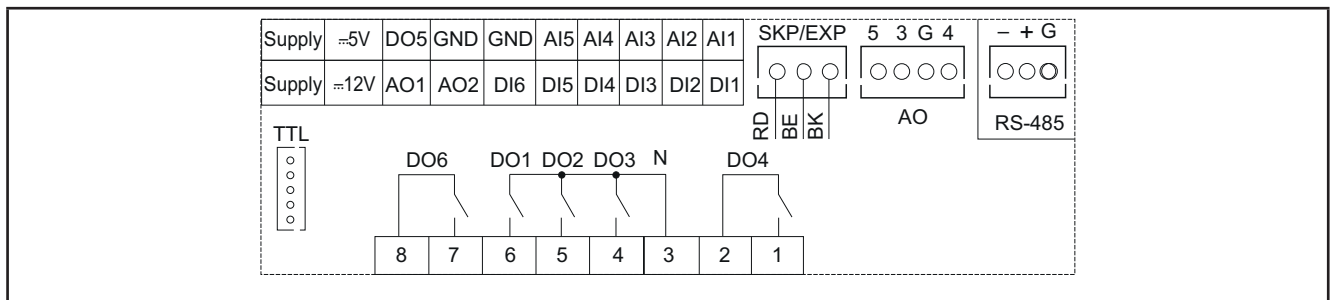 Supply ⎓5V DO5 GND GND AI5 AI4 AI3 AI2 AI1
Supply ⎓12V AO1 AO2 DI6 DI5 DI4 DI3 DI2 DI1
SKP/EXP 5 3 G 4 – + G
RD BE BK
AO
RS-485
TTL
DO6 DO1 DO2 DO3 N DO4
8 7 6 5 4 3 2 1